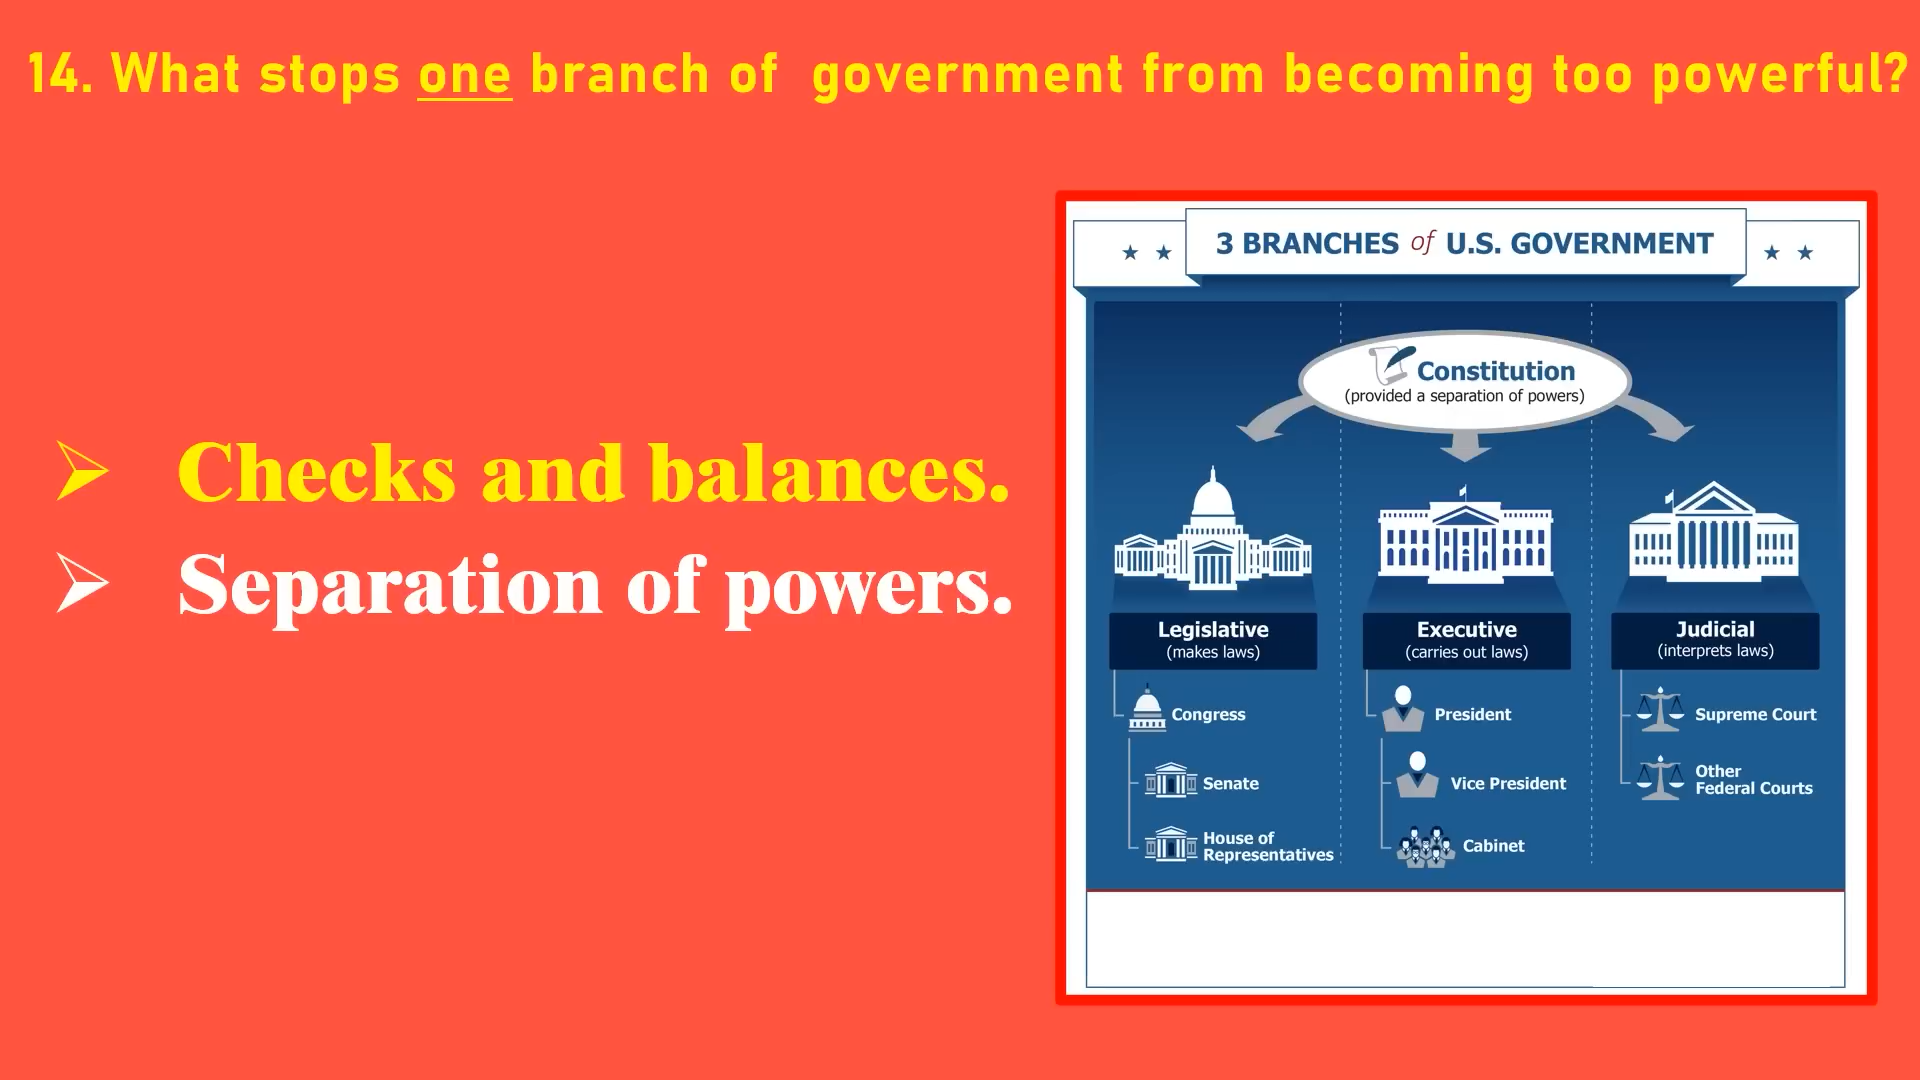 14. What stops one branch of government from becoming too powerful?
➢ Checks and balances.
➢ Separation of powers.
3 BRANCHES of U.S. GOVERNMENT
Constitution
(provided a separation of powers)
Legislative
(makes laws)
Congress
Senate
House of
Representatives
Executive
(carries out laws)
President
Vice President
Cabinet
Judicial
(interprets laws)
Supreme Court
Other
Federal Courts